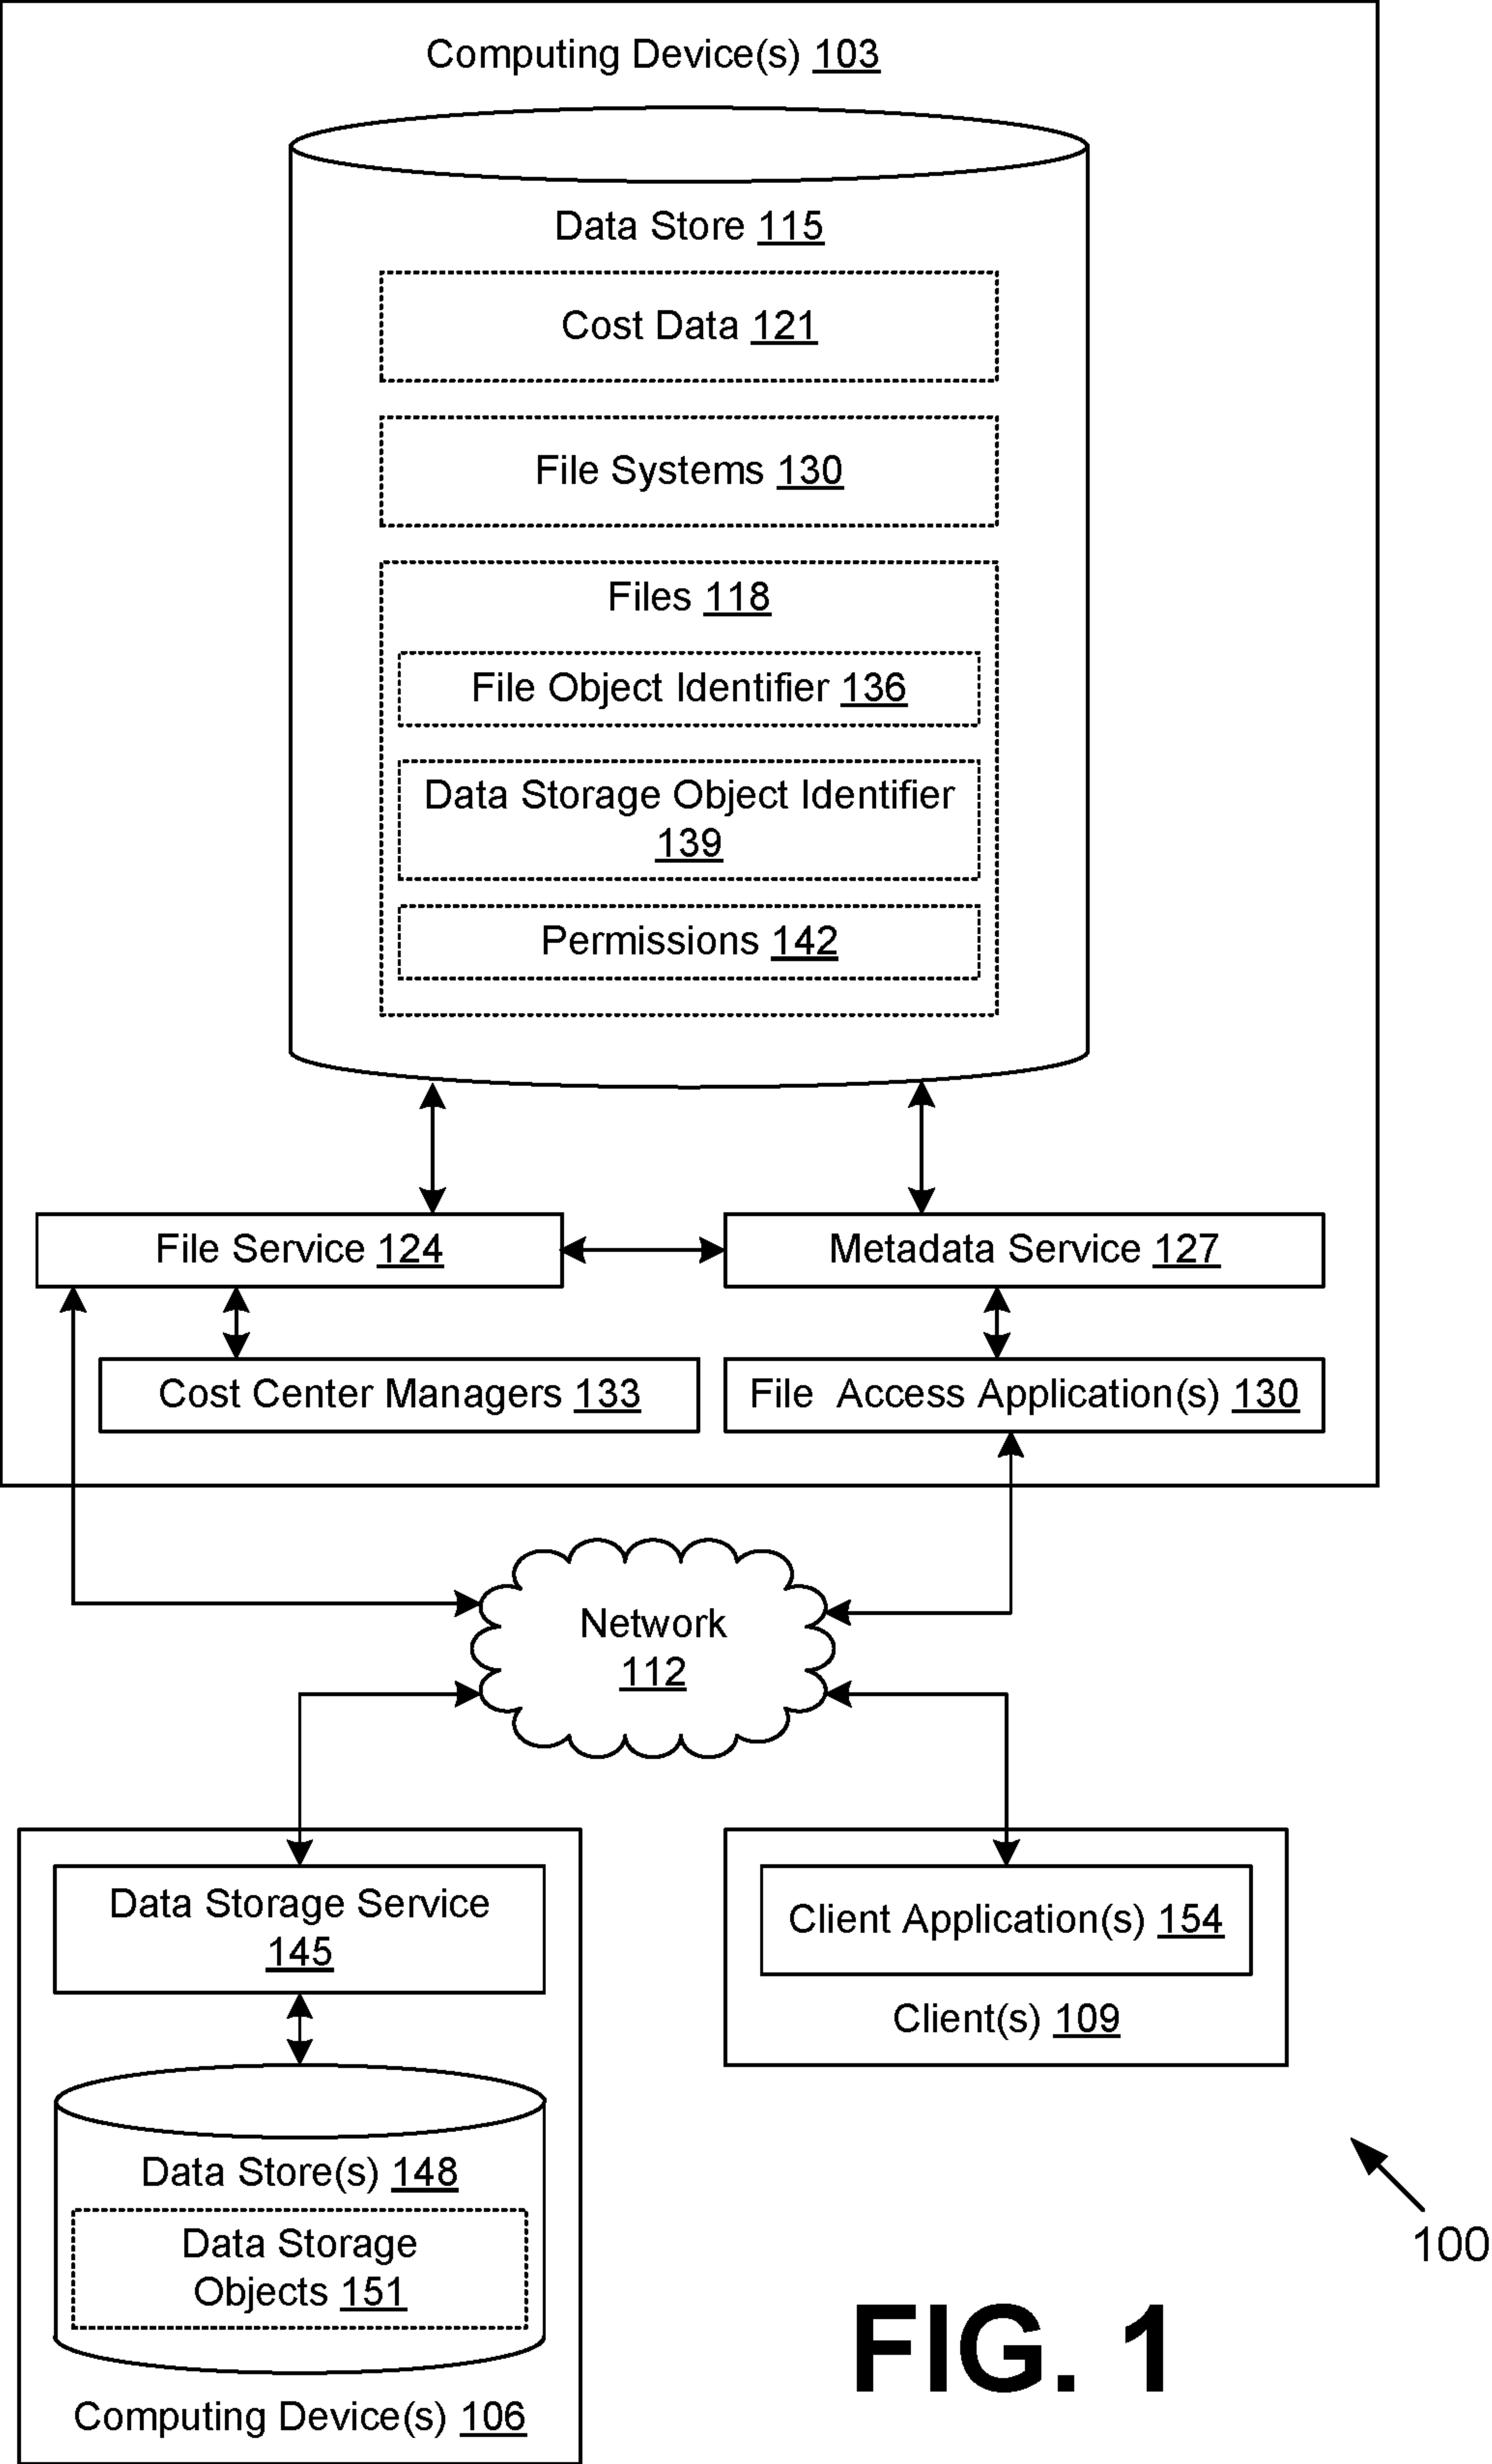 Computing Device(s) 103
Data Store 115
Cost Data 121
File Systems 130
Files 118
File Object Identifier 136
Data Storage Object Identifier
139
Permissions 142
File Service 124
Metadata Service 127
Cost Center Managers 133
File Access Application(s) 130
Network
112
Data Storage Service
145
Client Application(s) 154
Client(s) 109
Data Store(s) 148
Data Storage
Objects 151
Computing Device(s) 106
100
FIG. 1